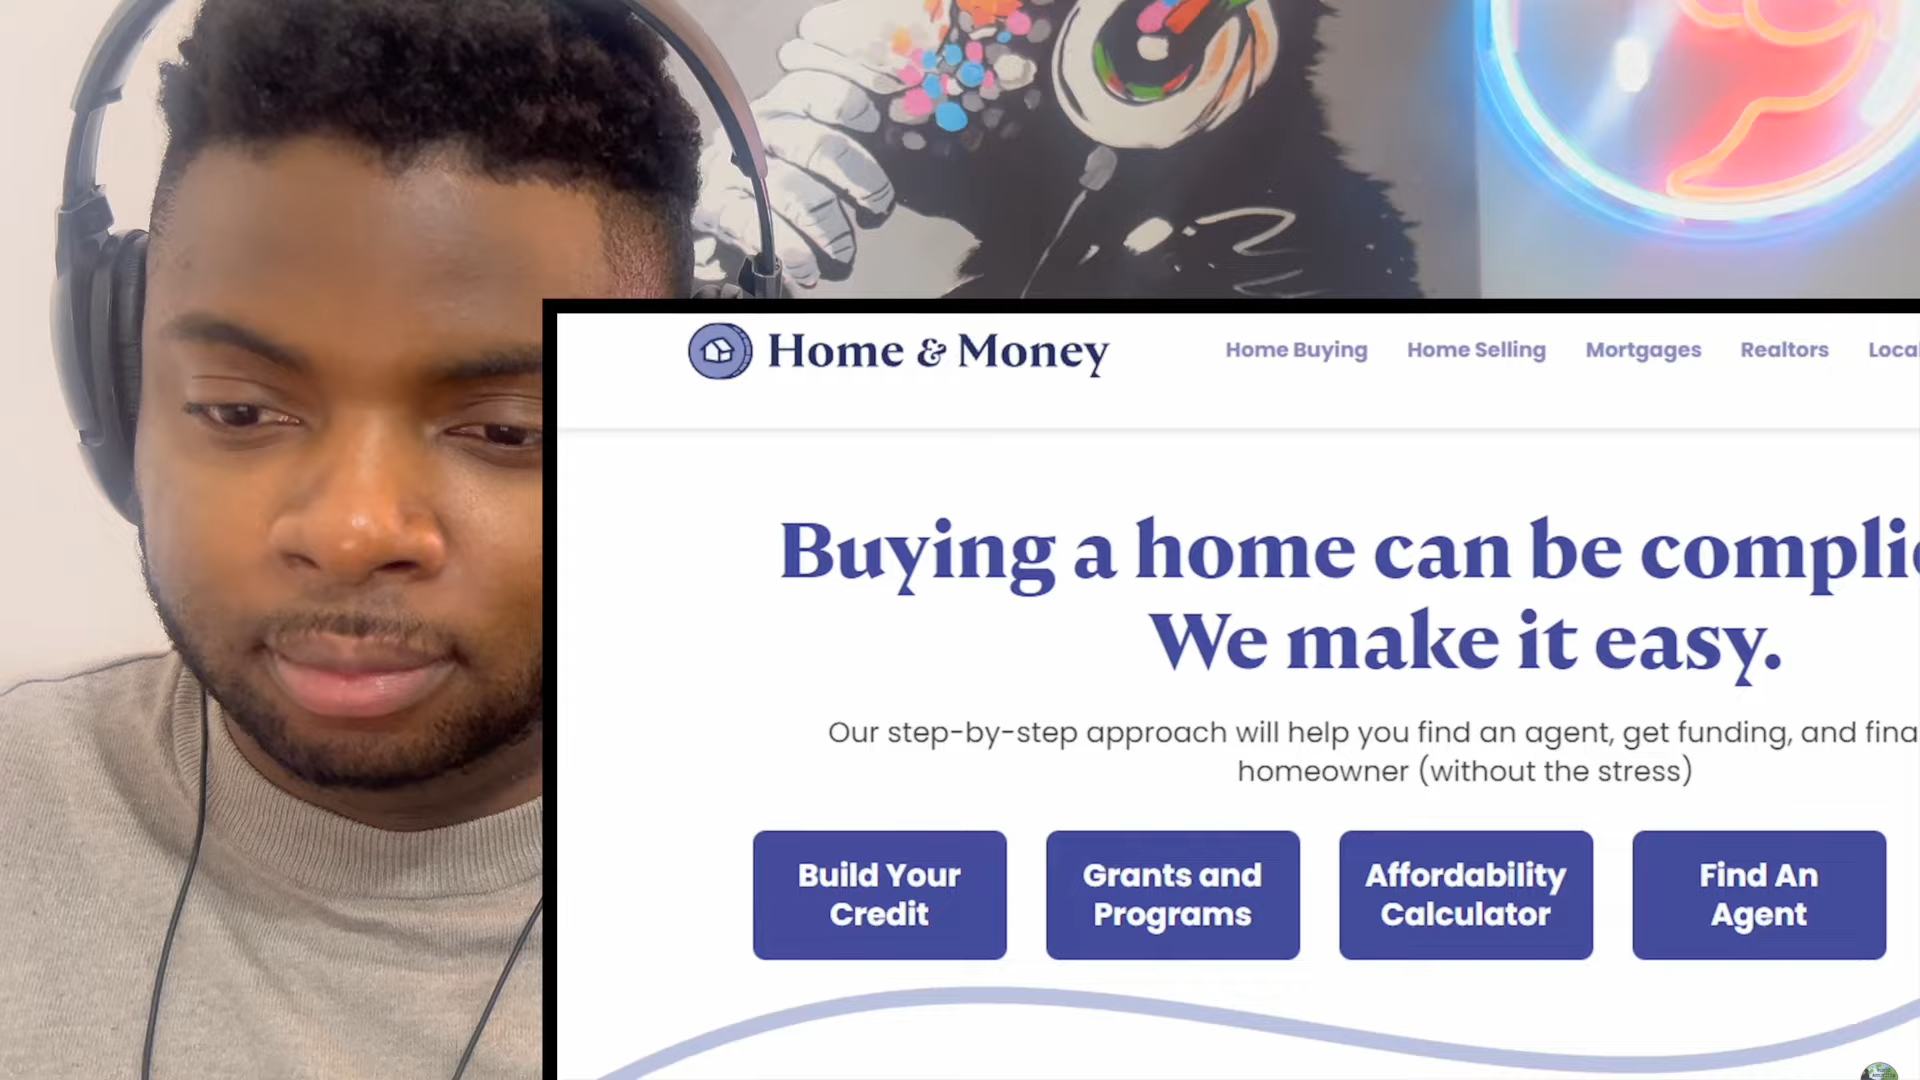 Home & Money
Home Buying
Home Selling
Mortgages
Realtors
Local
Buying a home can be complic
We make it easy.
Our step-by-step approach will help you find an agent, get funding, and fina
homeowner (without the stress)
Build Your
Credit
Grants and
Programs
Affordability
Calculator
Find An
Agent